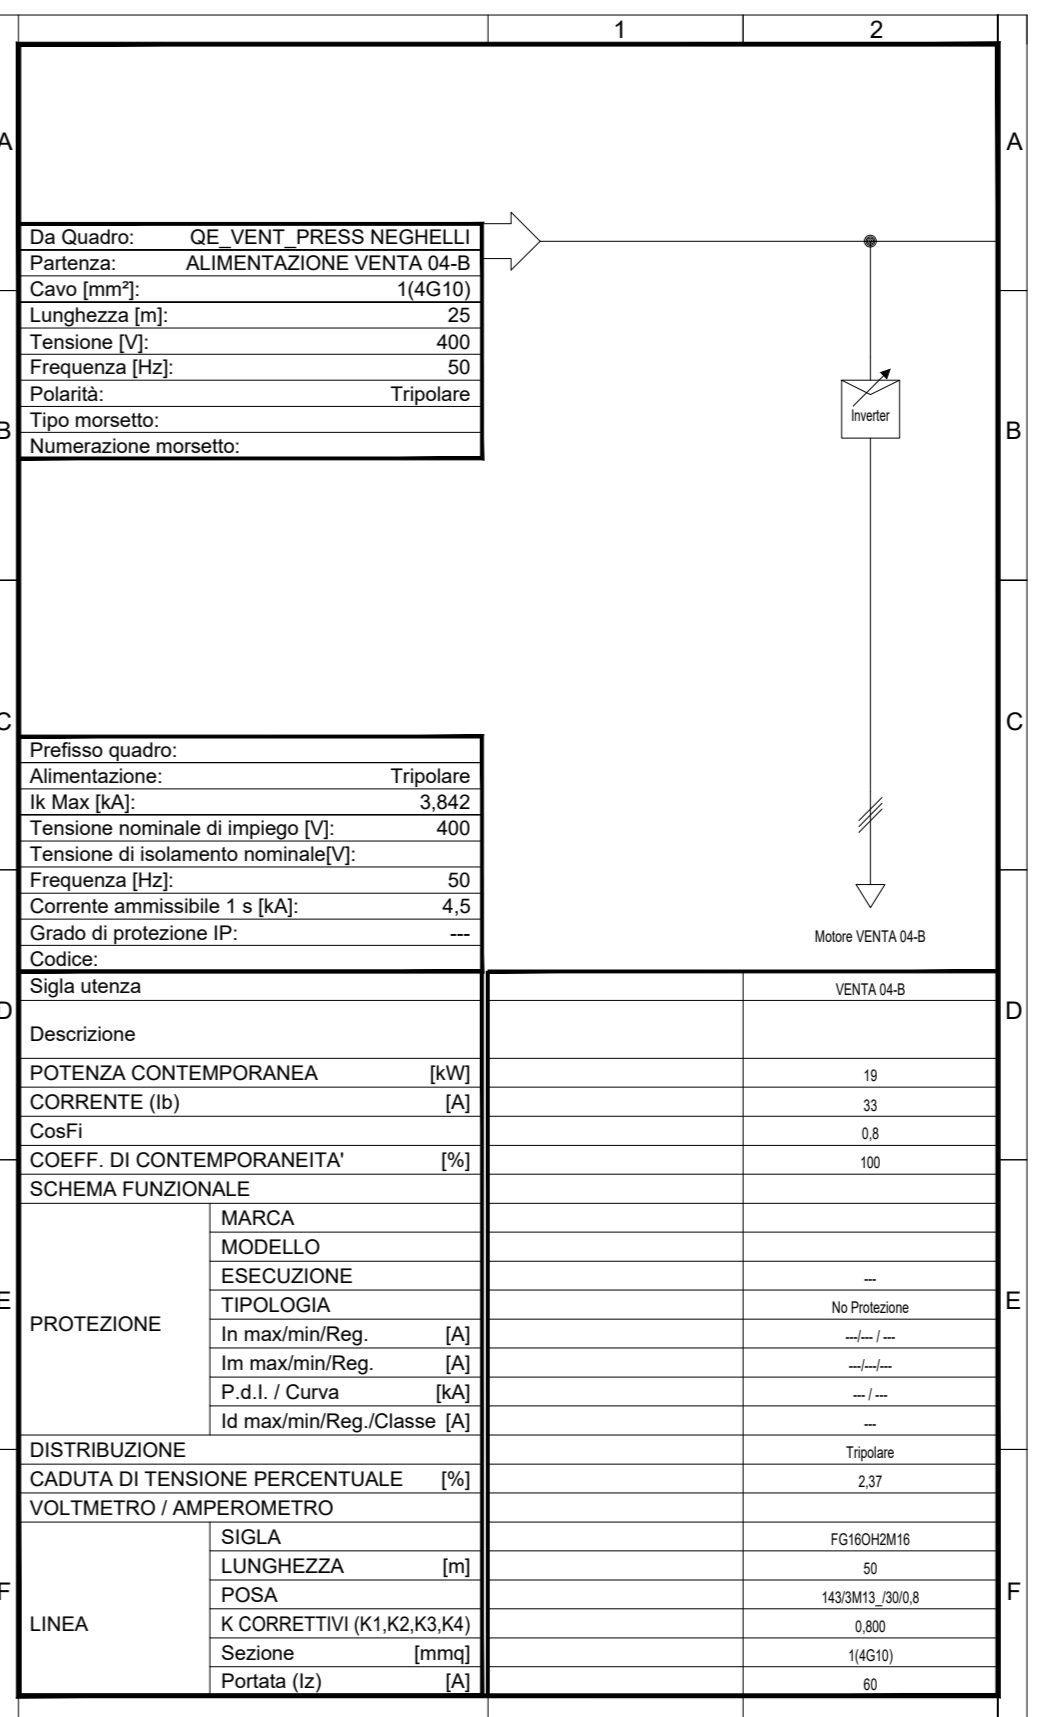 1 2
A A
Da Quadro: QE_VENT_PRESS NEGHELLI
Partenza: ALIMENTAZIONE VENTA 04-B
Cavo [mm²]: 1(4G10)
Lunghezza [m]: 25
Tensione [V]: 400
Frequenza [Hz]: 50
Polarità: Tripolare
Tipo morsetto:
Numerazione morsetto:
Inverter
B B
C C
Prefisso quadro:
Alimentazione: Tripolare
Ik Max [kA]: 3,842
Tensione nominale di impiego [V]: 400
Tensione di isolamento nominale[V]:
Frequenza [Hz]: 50
Corrente ammissibile 1 s [kA]: 4,5
Grado di protezione IP: ---
Codice:
Motore VENTA 04-B
Sigla utenza VENTA 04-B
D D
Descrizione
POTENZA CONTEMPORANEA [kW] 19
CORRENTE (Ib) [A] 33
CosFi 0,8
COEFF. DI CONTEMPORANEITA' [%] 100
SCHEMA FUNZIONALE
PROTEZIONE
MARCA
MODELLO
ESECUZIONE ---
E E
TIPOLOGIA No Protezione
In max/min/Reg. [A] ---/--- / ---
Im max/min/Reg. [A] ---/---/---
P.d.I. / Curva [kA] --- / ---
Id max/min/Reg./Classe [A] ---
DISTRIBUZIONE Tripolare
CADUTA DI TENSIONE PERCENTUALE [%] 2,37
VOLTMETRO / AMPEROMETRO
LINEA
SIGLA FG16OH2M16
LUNGHEZZA [m] 50
F F
POSA 143/3M13_/30/0,8
K CORRETTIVI (K1,K2,K3,K4) 0,800
Sezione [mmq] 1(4G10)
Portata (Iz) [A] 60